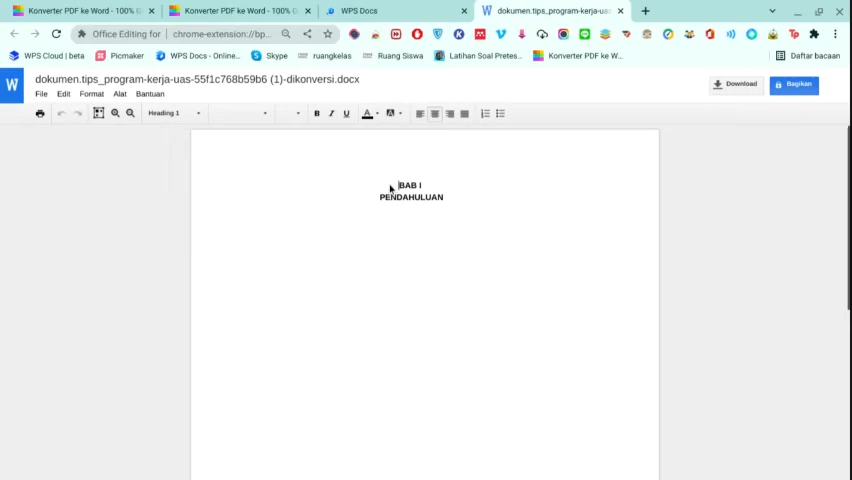 Konverter PDF ke Word - 100% G
Konverter PDF ke Word - 100% G
WPS Docs
dokumen.tips_program-kerja-uas
Office Editing for
chrome-extension://bp...
WPS Cloud | beta
Picmaker
WPS Docs - Online...
Skype
ruangkelas
Ruang Siswa
Latihan Soal Pretes...
Konverter PDF ke W...
Daftar bacaan
W
dokumen.tips_program-kerja-uas-55f1c768b59b6 (1)-dikonversi.docx
File Edit Format Alat Bantuan
Download
Bagikan
Heading 1
B I U A A
BAB I
PENDAHULUAN